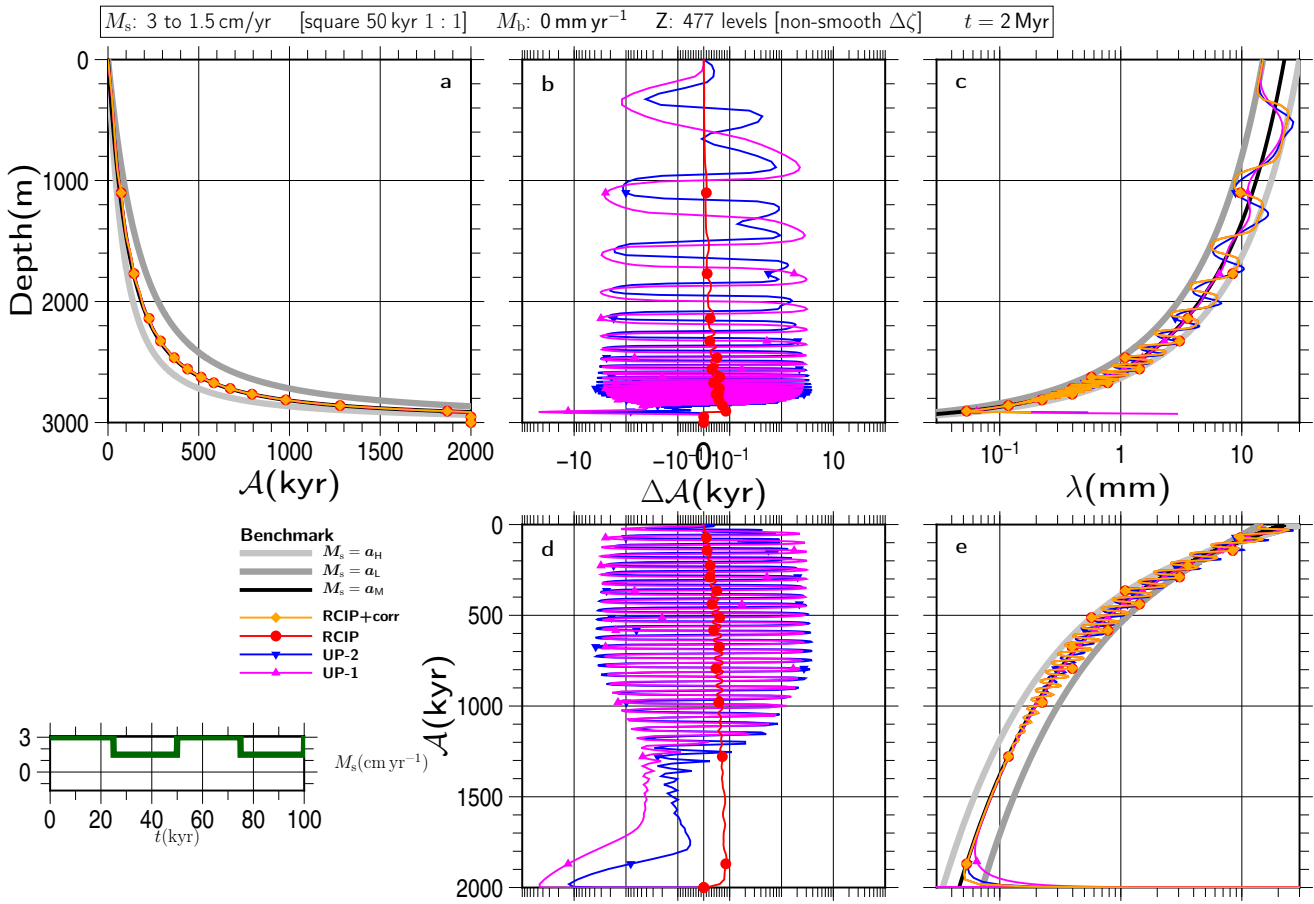 Mₛ: 3 to 1.5 cm/yr [square 50 kyr 1 : 1] M_b: 0 mm yr⁻¹ Z: 477 levels [non-smooth Δζ] t = 2 Myr
a
b
c
0
1000
2000
3000
Depth(m)
0 500 1000 1500 2000
𝒜(kyr)
−10 −10⁻¹ 0 10⁻¹ 10
Δ𝒜(kyr)
10⁻¹ 1 10
λ(mm)
Benchmark
Mₛ = a_H
Mₛ = a_L
Mₛ = a_M
RCIP+corr
RCIP
UP-2
UP-1
3
0
Mₛ(cm yr⁻¹)
0 20 40 60 80 100
t(kyr)
d
e
0
500
1000
1500
2000
𝒜(kyr)